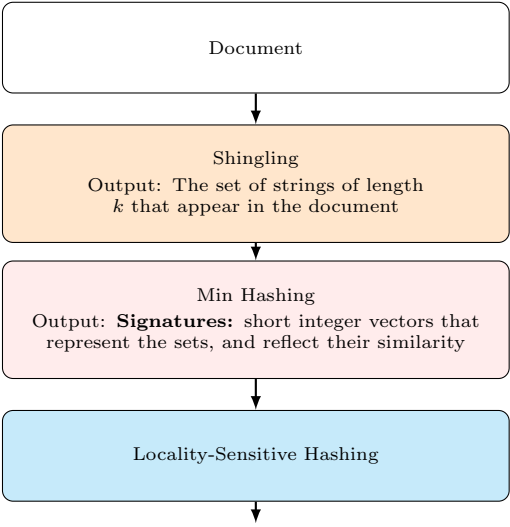 Document
Shingling
Output: The set of strings of length
k that appear in the document
Min Hashing
Output: Signatures: short integer vectors that
represent the sets, and reflect their similarity
Locality-Sensitive Hashing